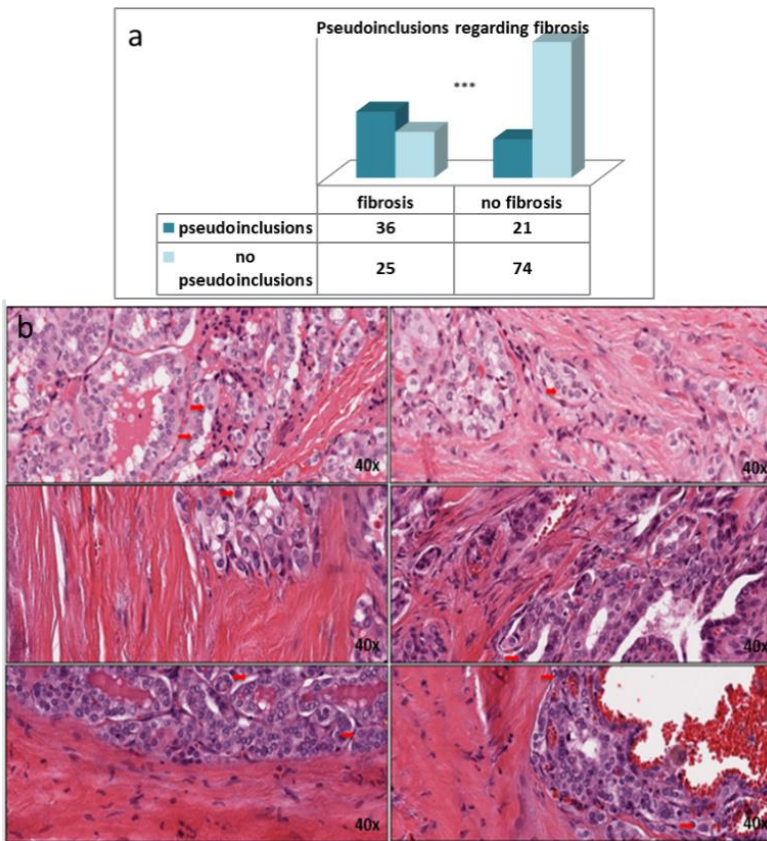 a
Pseudoinclusions regarding fibrosis
***
fibrosis no fibrosis
pseudoinclusions 36 21
no pseudoinclusions 25 74
b
40x
40x
40x
40x
40x
40x